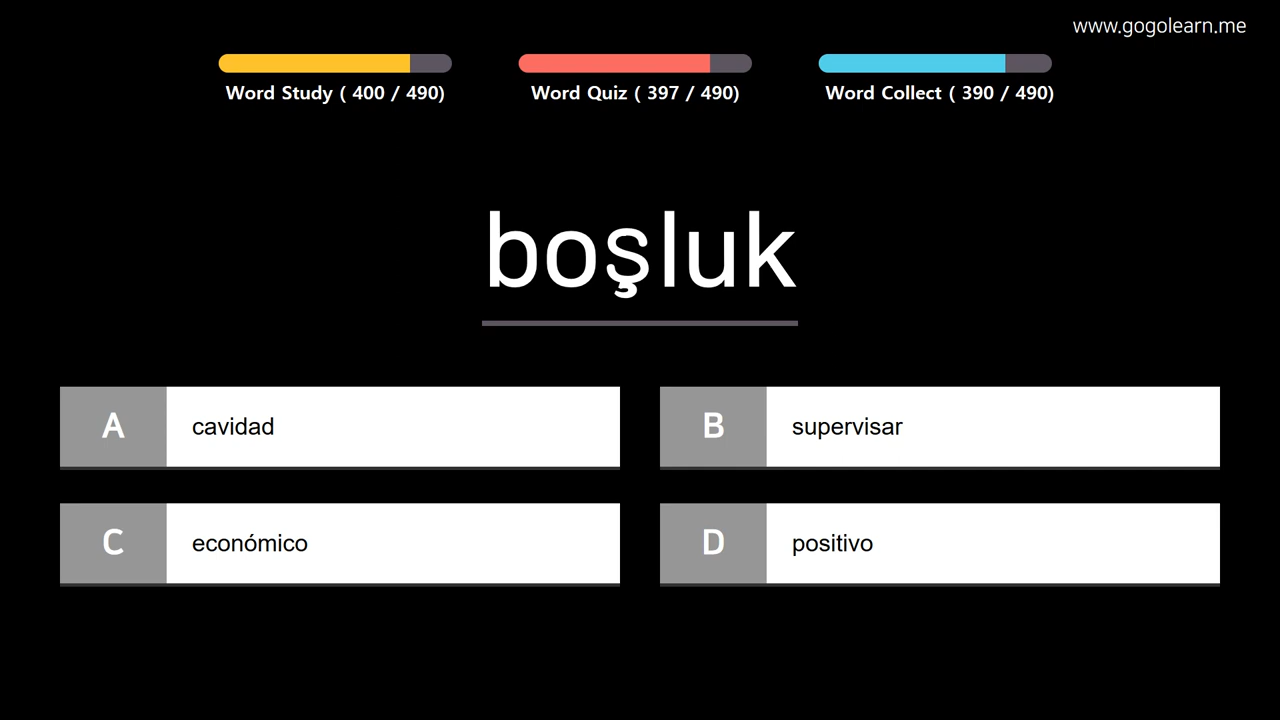 www.gogolearn.me
Word Study ( 400 / 490)
Word Quiz ( 397 / 490)
Word Collect ( 390 / 490)
boşluk
A cavidad
B supervisar
C económico
D positivo